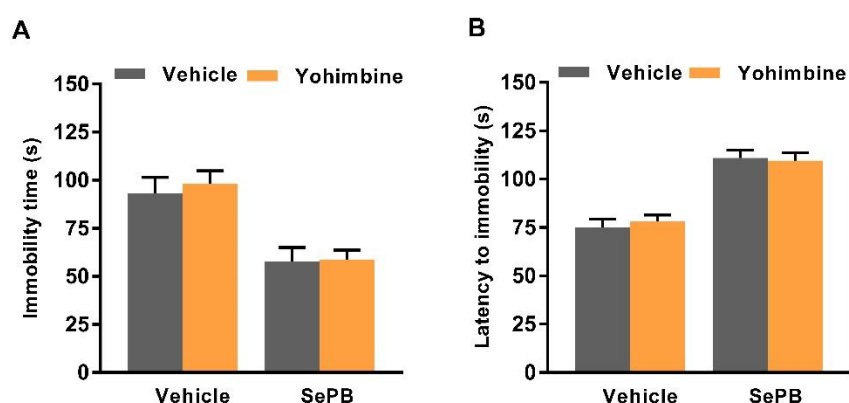 A
Vehicle Yohimbine
Immobility time (s)
150
125
100
75
50
25
0
Vehicle SePB
B
Vehicle Yohimbine
Latency to immobility (s)
150
125
100
75
50
25
0
Vehicle SePB